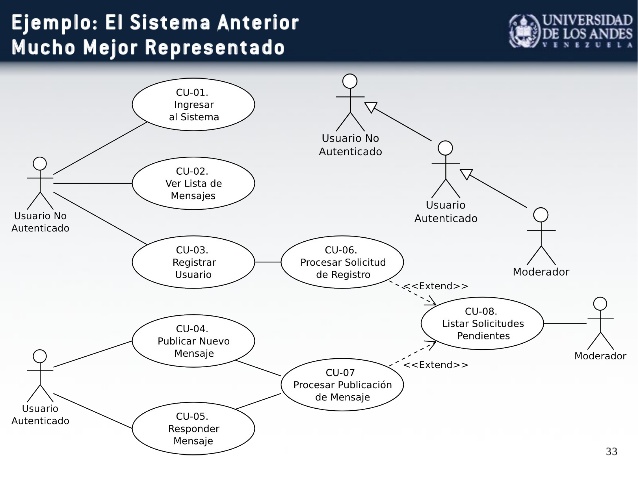 Ejemplo: El Sistema Anterior
Mucho Mejor Representado
UNIVERSIDAD
DE LOS ANDES
VENEZUELA
CU-01.
Ingresar
al Sistema
Usuario No
Autenticado
CU-02.
Ver Lista de
Mensajes
Usuario No
Autenticado
Usuario
Autenticado
Moderador
CU-03.
Registrar
Usuario
CU-06.
Procesar Solicitud
de Registro
<<Extend>>
CU-08.
Listar Solicitudes
Pendientes
Moderador
CU-04.
Publicar Nuevo
Mensaje
<<Extend>>
CU-07
Procesar Publicación
de Mensaje
Usuario
Autenticado
CU-05.
Responder
Mensaje
33